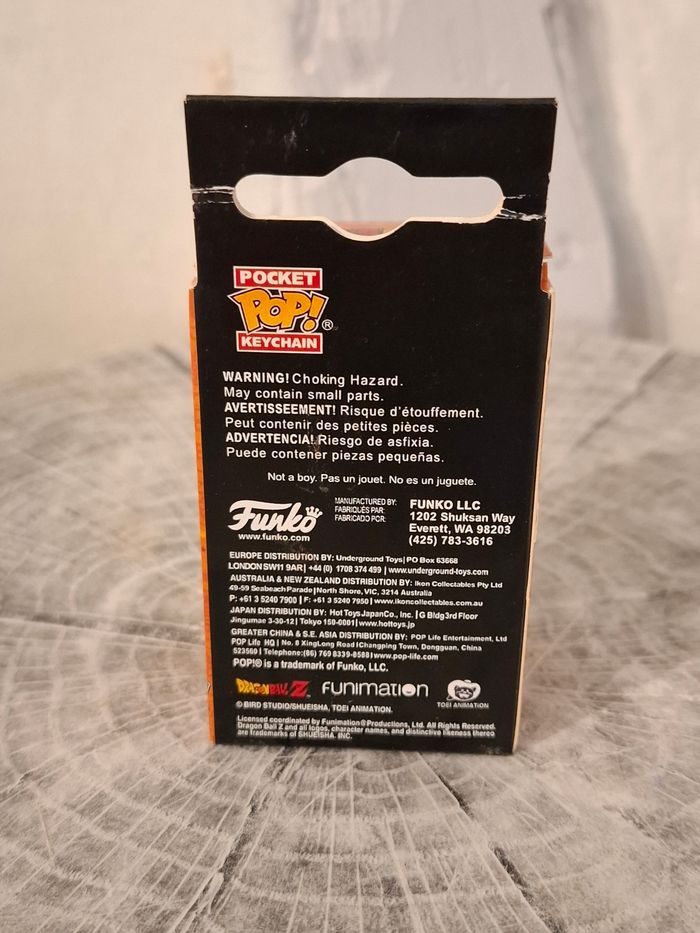 POCKET
POP! ®
KEYCHAIN
WARNING! Choking Hazard.
May contain small parts.
AVERTISSEEMENT! Risque d'étouffement.
Peut contenir des petites pièces.
ADVERTENCIA! Riesgo de asfixia.
Puede contener piezas pequeñas.
Not a boy. Pas un jouet. No es un juguete.
Funko
www.funko.com
MANUFACTURED BY:
FABRIQUÉS PAR:
FABRICADO PCR:
FUNKO LLC
1202 Shuksan Way
Everett, WA 98203
(425) 783-3616
EUROPE DISTRIBUTION BY: Underground Toys| PO Box 63668
LONDON SW11 9AR| +44 (0) 1708 374 499 | www.underground-toys.com
AUSTRALIA & NEW ZEALAND DISTRIBUTION BY: Ikon Collectables Pty Ltd
49-59 Seabeach Parade|North Shore, VIC, 3214 Australia
P: +61 3 5240 7900 | F: +61 3 5240 7950 | www.ikoncollectables.com.au
JAPAN DISTRIBUTION BY: Hot Toys JapanCo., Inc. | G Bldg 3rd Floor
Jingumae 3-30-12| Tokyo 150-0001|www.hottoys.jp
GREATER CHINA & S.E. ASIA DISTRIBUTION BY: POP Life Entertainment, Ltd
POP Life HQ | No. 8 XingLong Road |Changping Town, Dongguan, China
523560 | Telephone:(86) 769 8339-8588|www.pop-life.com
POP!® is a trademark of Funko, LLC.
DRAGON BALL Z FUNIMATION
TOEI ANIMATION
© BIRD STUDIO/SHUEISHA, TOEI ANIMATION.
Licensed coordinated by Funimation® Productions, Ltd. All Rights Reserved.
Dragon Ball Z and all logos, character names, and distinctive likeness thereo
are trademarks of SHUEISHA, INC.